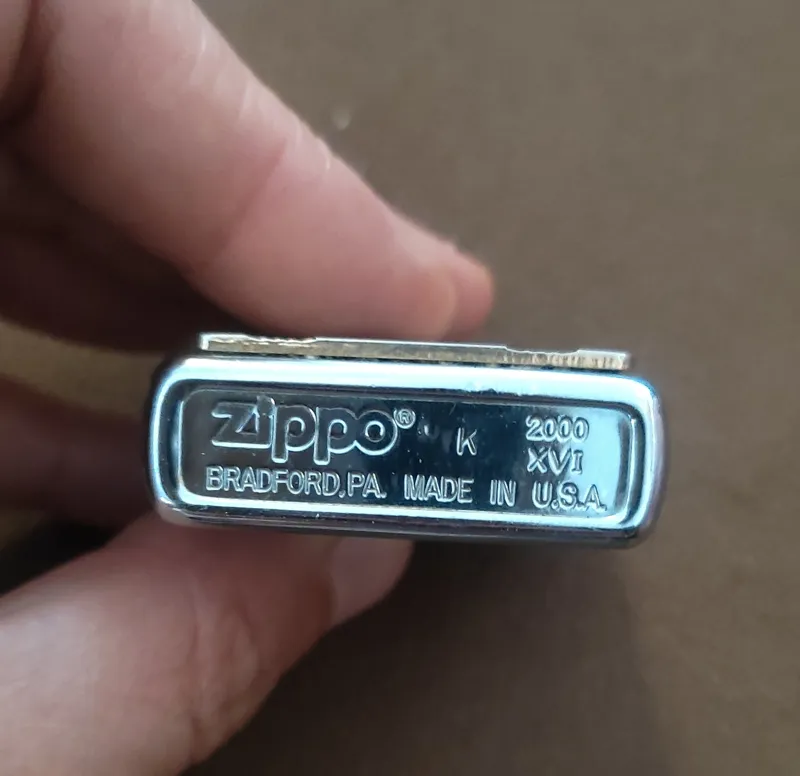 Zippo® K 2000
XVI
BRADFORD,PA. MADE IN U.S.A.